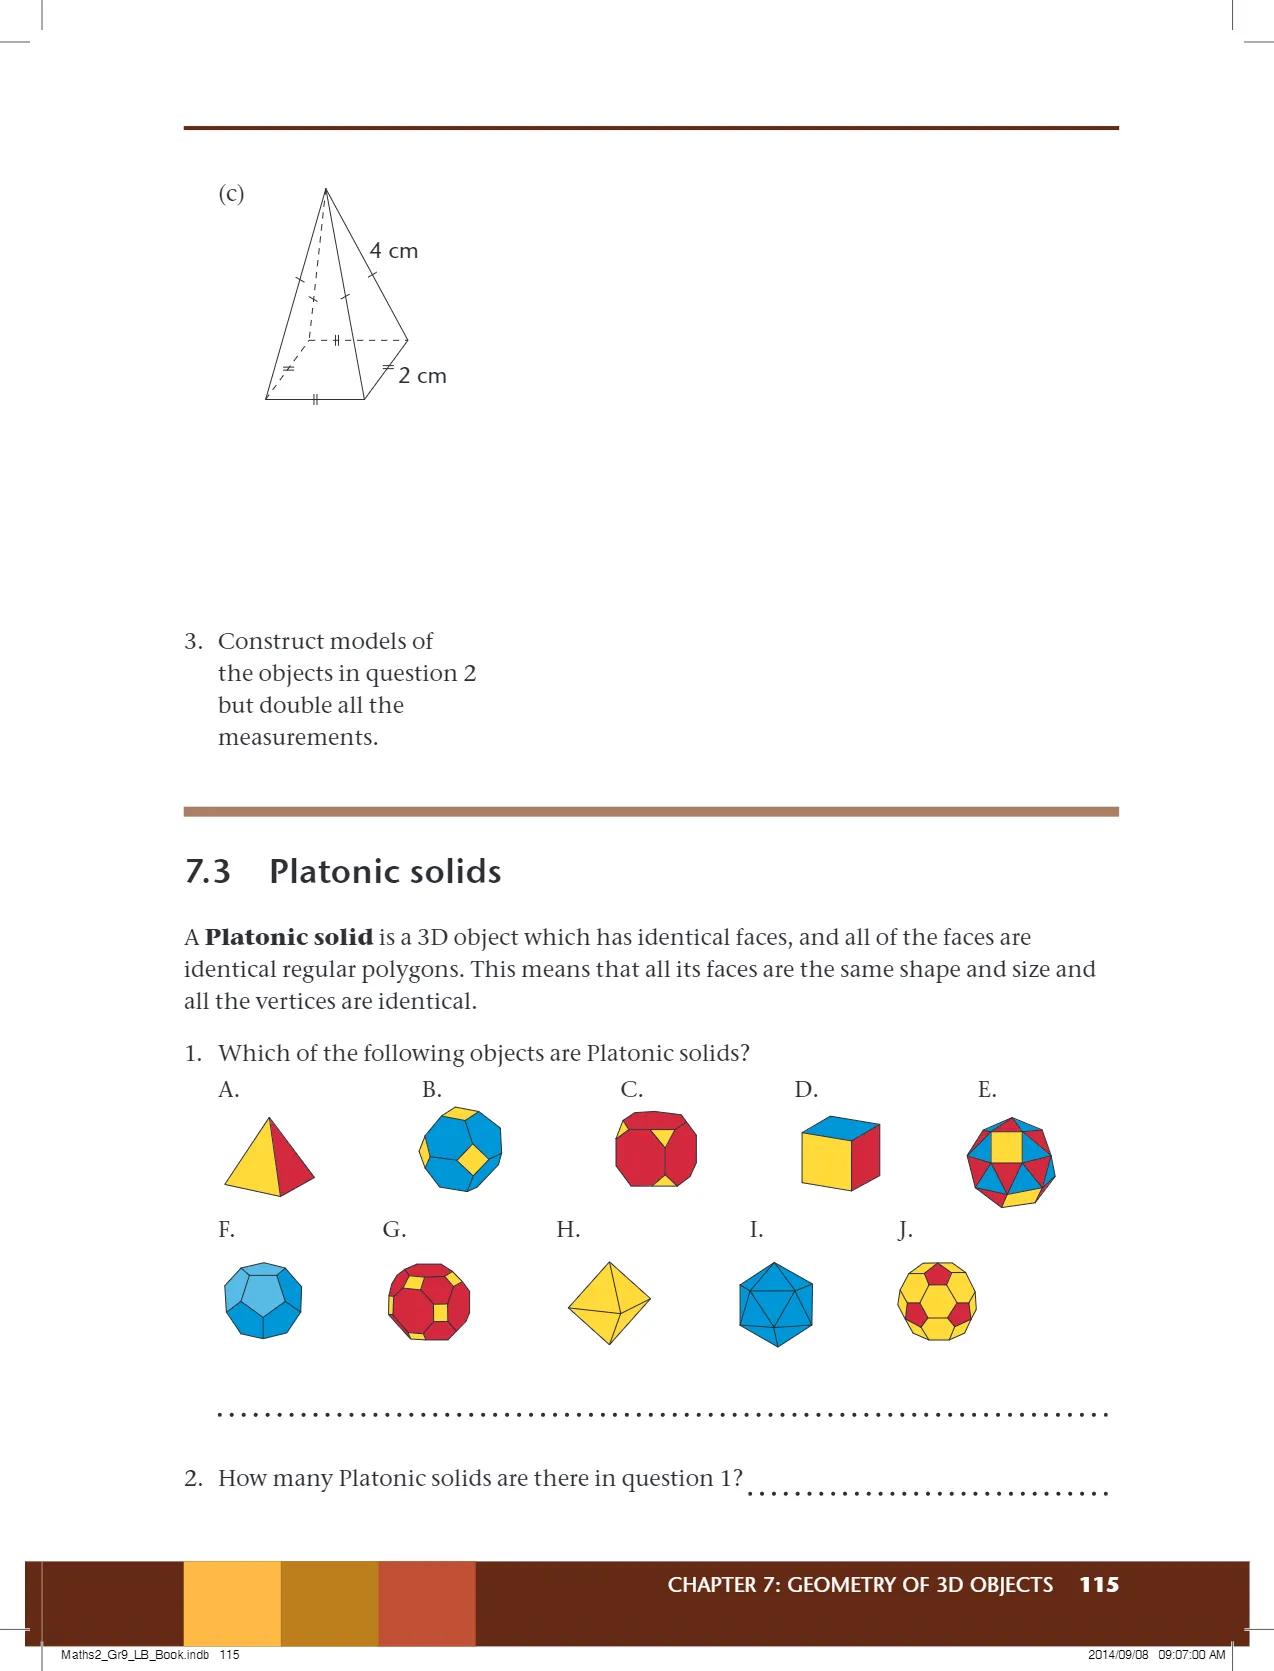 (c)
4 cm
2 cm
3. Construct models of
the objects in question 2
but double all the
measurements.
7.3 Platonic solids
A Platonic solid is a 3D object which has identical faces, and all of the faces are
identical regular polygons. This means that all its faces are the same shape and size and
all the vertices are identical.
1. Which of the following objects are Platonic solids?
A. B. C. D. E.
F. G. H. I. J.
2. How many Platonic solids are there in question 1?
CHAPTER 7: GEOMETRY OF 3D OBJECTS 115
Maths2_Gr9_LB_Book.indb 115 2014/09/08 09:07:00 AM